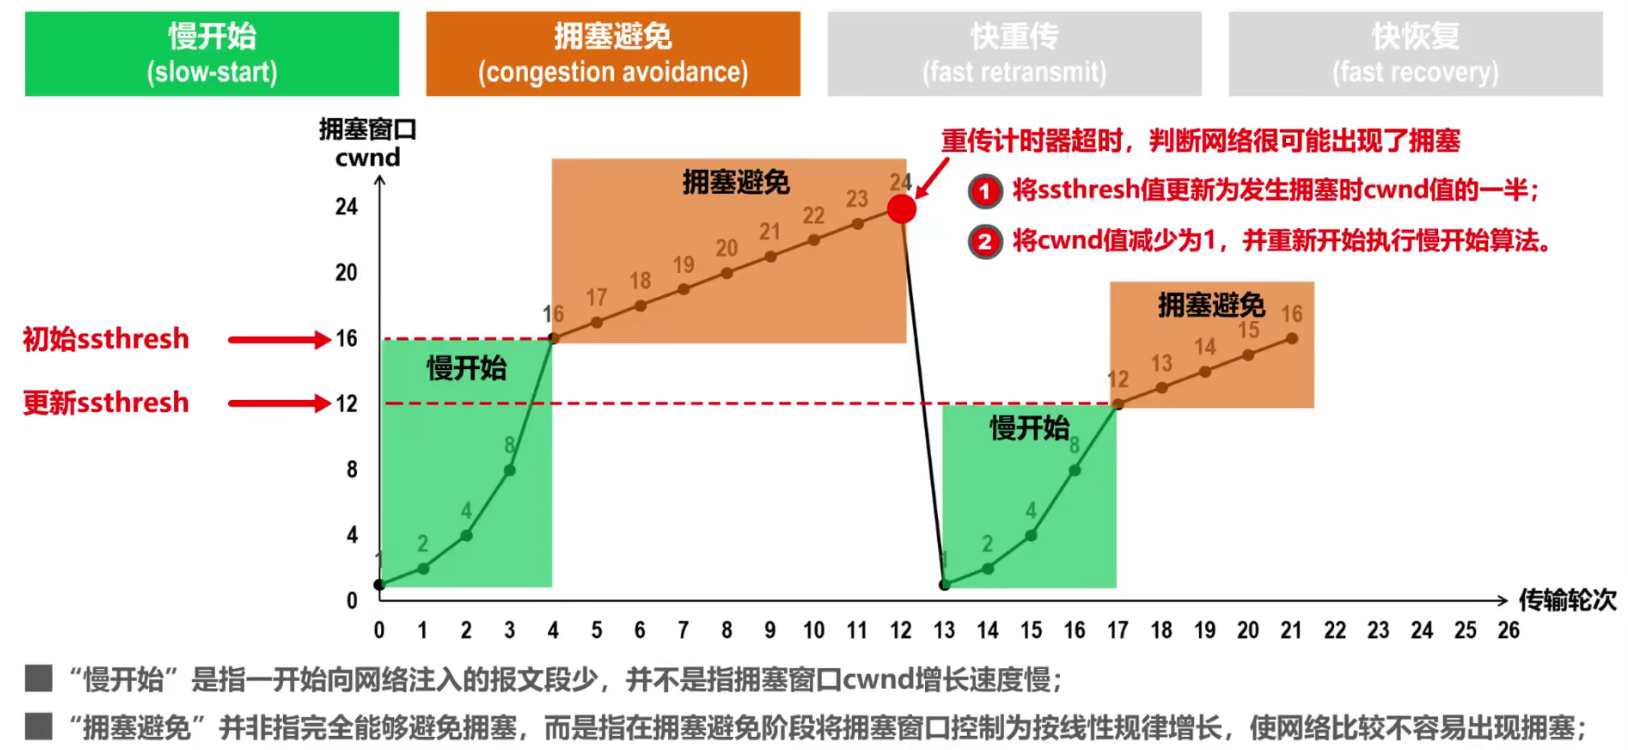 慢开始
(slow-start)
拥塞避免
(congestion avoidance)
快重传
(fast retransmit)
快恢复
(fast recovery)
拥塞窗口
cwnd
重传计时器超时，判断网络很可能出现了拥塞
1 将ssthresh值更新为发生拥塞时cwnd值的一半；
2 将cwnd值减少为1，并重新开始执行慢开始算法。
拥塞避免
24
24 23 22 21 20 19 18 17 16
20
初始ssthresh
16
慢开始
拥塞避免
16 15 14 13 12
更新ssthresh
12
慢开始
8
8 4 2 1
8 4 2 1
4
0
传输轮次
0 1 2 3 4 5 6 7 8 9 10 11 12 13 14 15 16 17 18 19 20 21 22 23 24 25 26
“慢开始”是指一开始向网络注入的报文段少，并不是指拥塞窗口cwnd增长速度慢；
“拥塞避免”并非指完全能够避免拥塞，而是指在拥塞避免阶段将拥塞窗口控制为按线性规律增长，使网络比较不容易出现拥塞；